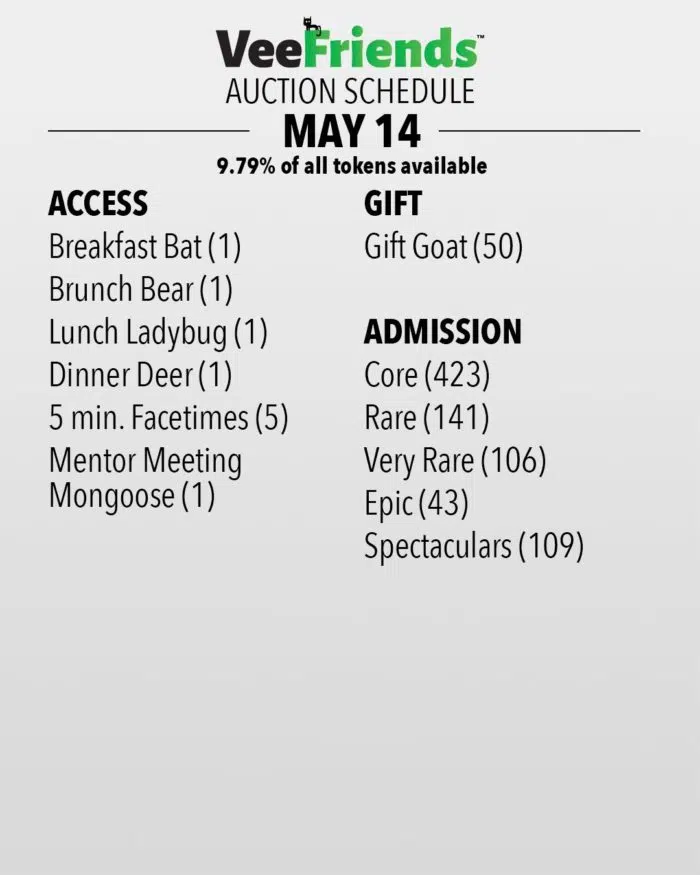 VeeFriends™
AUCTION SCHEDULE
MAY 14
9.79% of all tokens available
ACCESS
Breakfast Bat (1)
Brunch Bear (1)
Lunch Ladybug (1)
Dinner Deer (1)
5 min. Facetimes (5)
Mentor Meeting
Mongoose (1)
GIFT
Gift Goat (50)
ADMISSION
Core (423)
Rare (141)
Very Rare (106)
Epic (43)
Spectaculars (109)